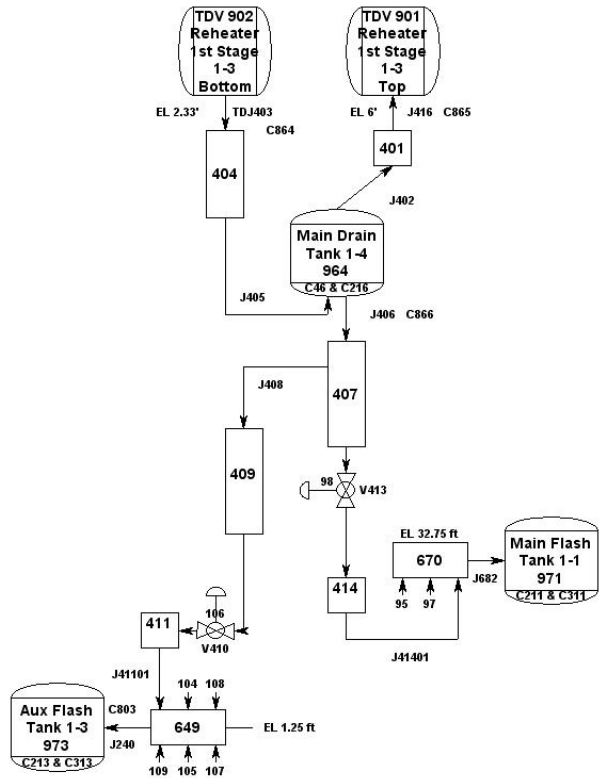 TDV 902
Reheater
1st Stage
1-3
Bottom
TDV 901
Reheater
1st Stage
1-3
Top
EL 2.33'
TDJ403
C864
EL 6'
J416
C865
404
401
J402
Main Drain
Tank 1-4
964
C46 & C216
J405
J406
C866
407
J408
409
98
V413
EL 32.75 ft
670
Main Flash
Tank 1-1
971
C211 & C311
J682
95
97
414
J41401
106
411
V410
J41101
104
108
C803
Aux Flash
Tank 1-3
973
C213 & C313
649
EL 1.25 ft
J240
109
105
107